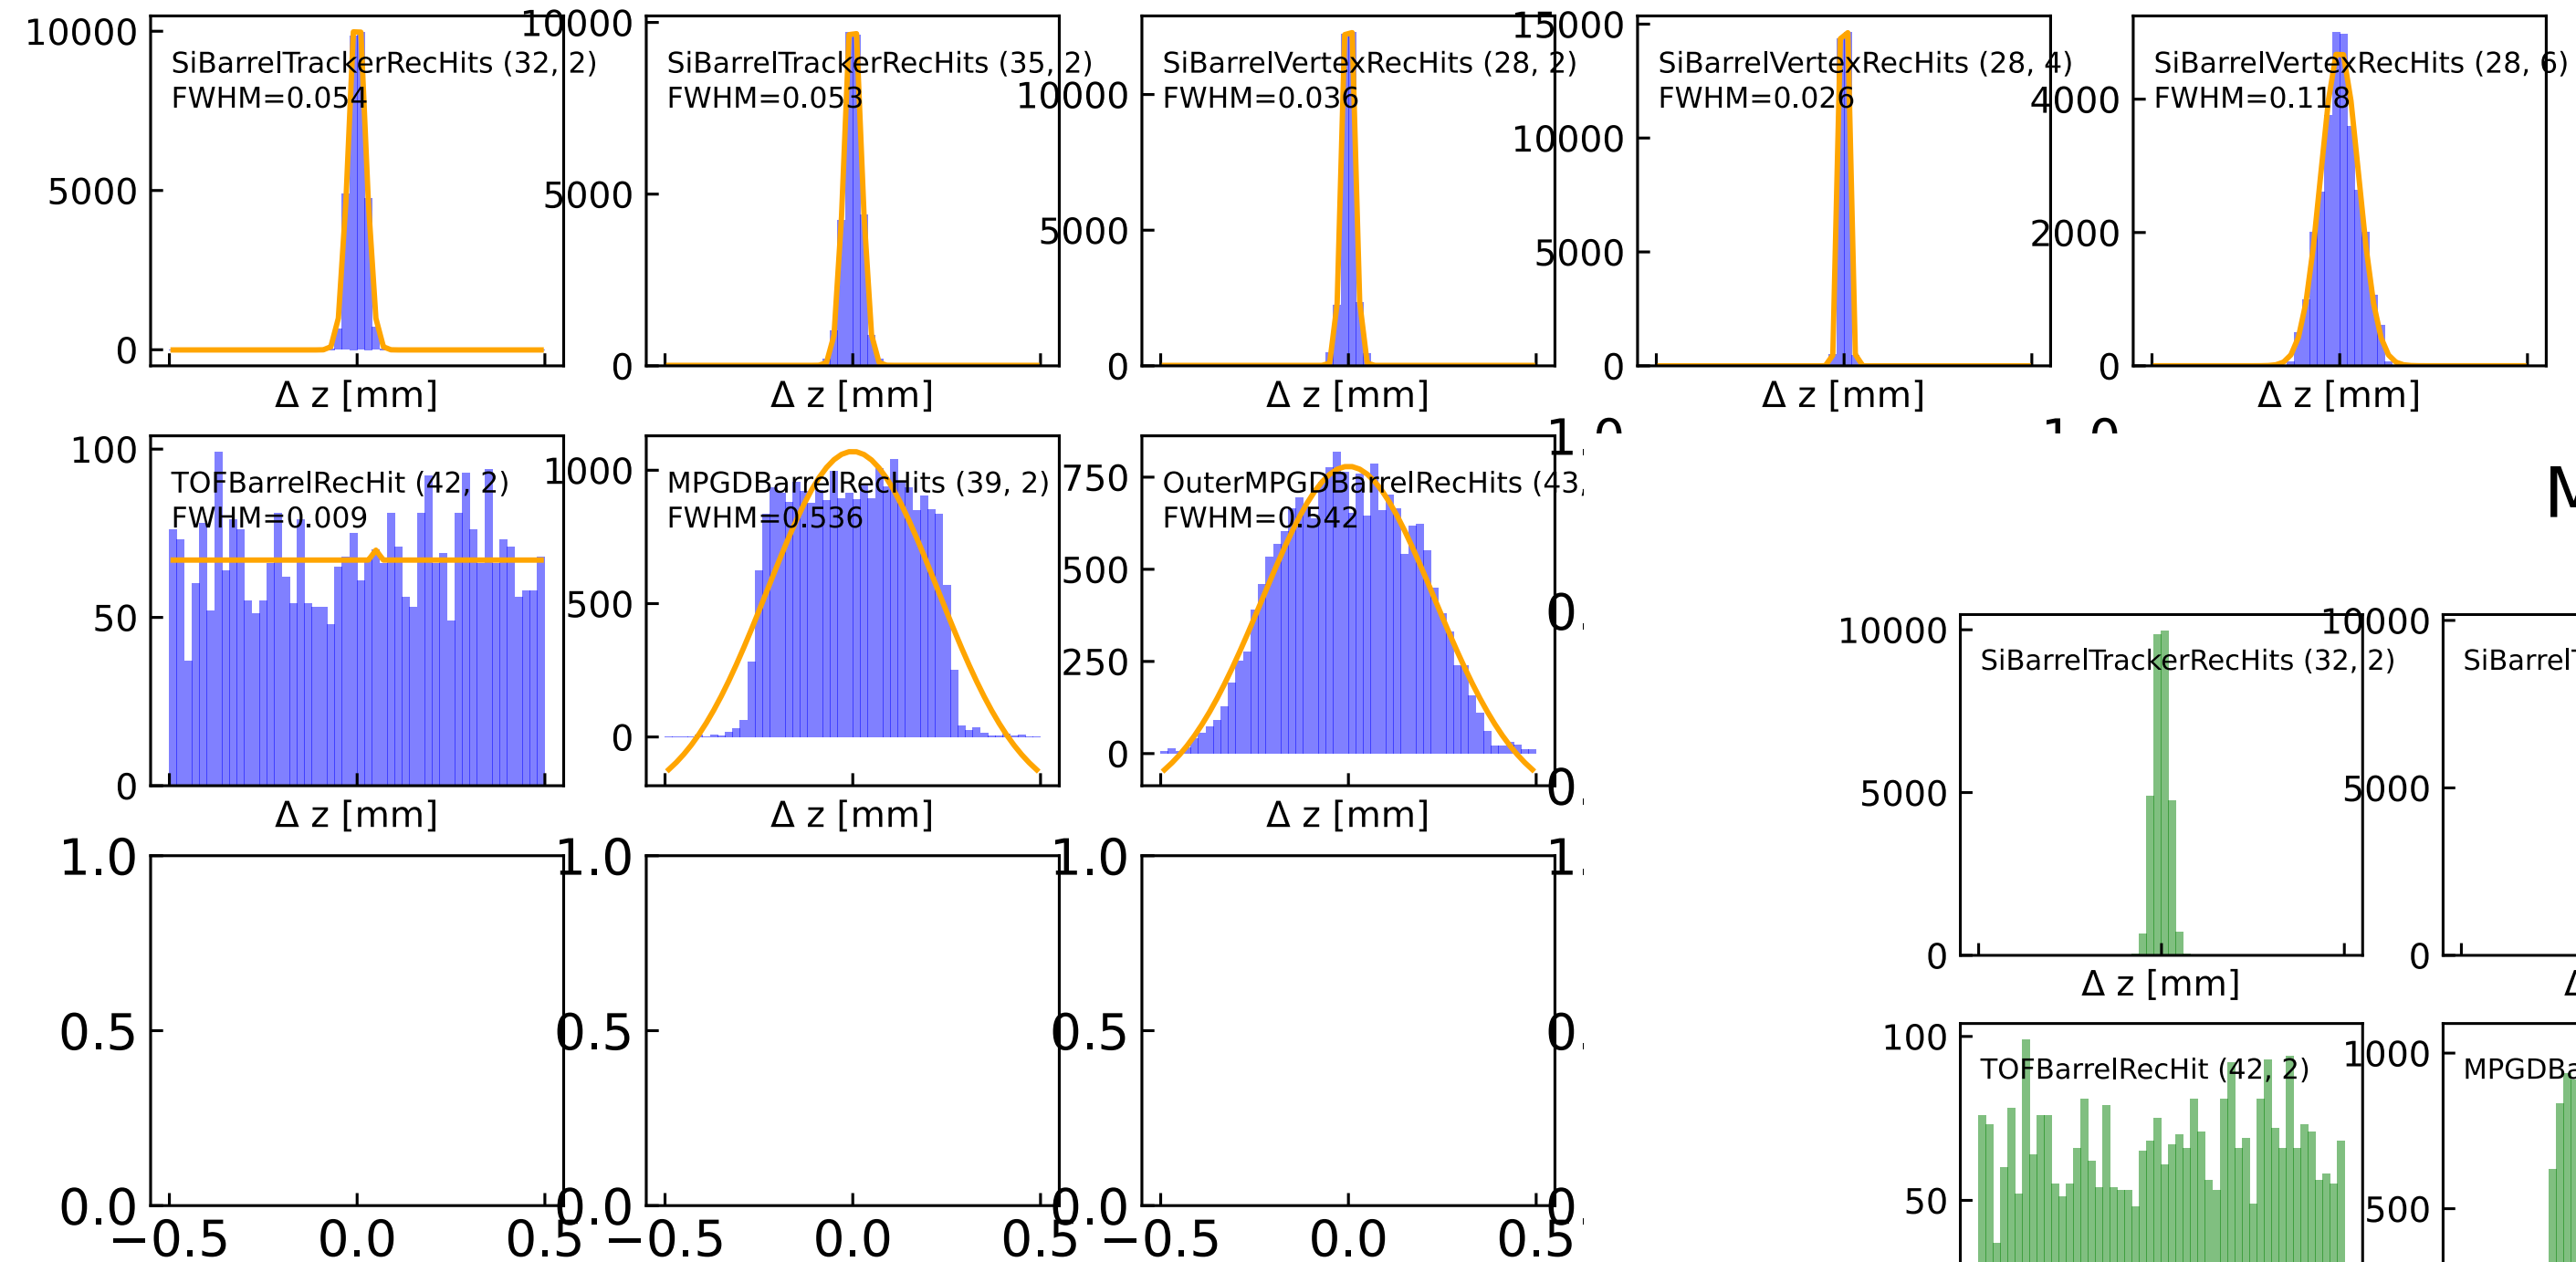 10000
5000
0
SiBarrelTrackerRecHits (32, 2)
FWHM=0.054
Δ z [mm]
10000
5000
0
SiBarrelTrackerRecHits (35, 2)
FWHM=0.053
Δ z [mm]
10000
5000
0
SiBarrelVertexRecHits (28, 2)
FWHM=0.036
Δ z [mm]
15000
10000
5000
0
SiBarrelVertexRecHits (28, 4)
FWHM=0.026
Δ z [mm]
4000
2000
0
SiBarrelVertexRecHits (28, 6)
FWHM=0.118
Δ z [mm]
100
50
0
TOFBarrelRecHit (42, 2)
FWHM=0.009
Δ z [mm]
1000
500
0
MPGDBarrelRecHits (39, 2)
FWHM=0.536
Δ z [mm]
750
500
250
0
OuterMPGDBarrelRecHits (43,
FWHM=0.542
Δ z [mm]
1.0
0.5
0.0
−0.5 0.0 0.5
1.0
0.5
0.0
−0.5 0.0 0.5
1.0
0.5
0.0
−0.5 0.0 0.5
10000
5000
0
SiBarrelTrackerRecHits (32, 2)
Δ z [mm]
10000
5000
0
SiBarrelT
100
50
TOFBarrelRecHit (42, 2)
1000
500
MPGDBa